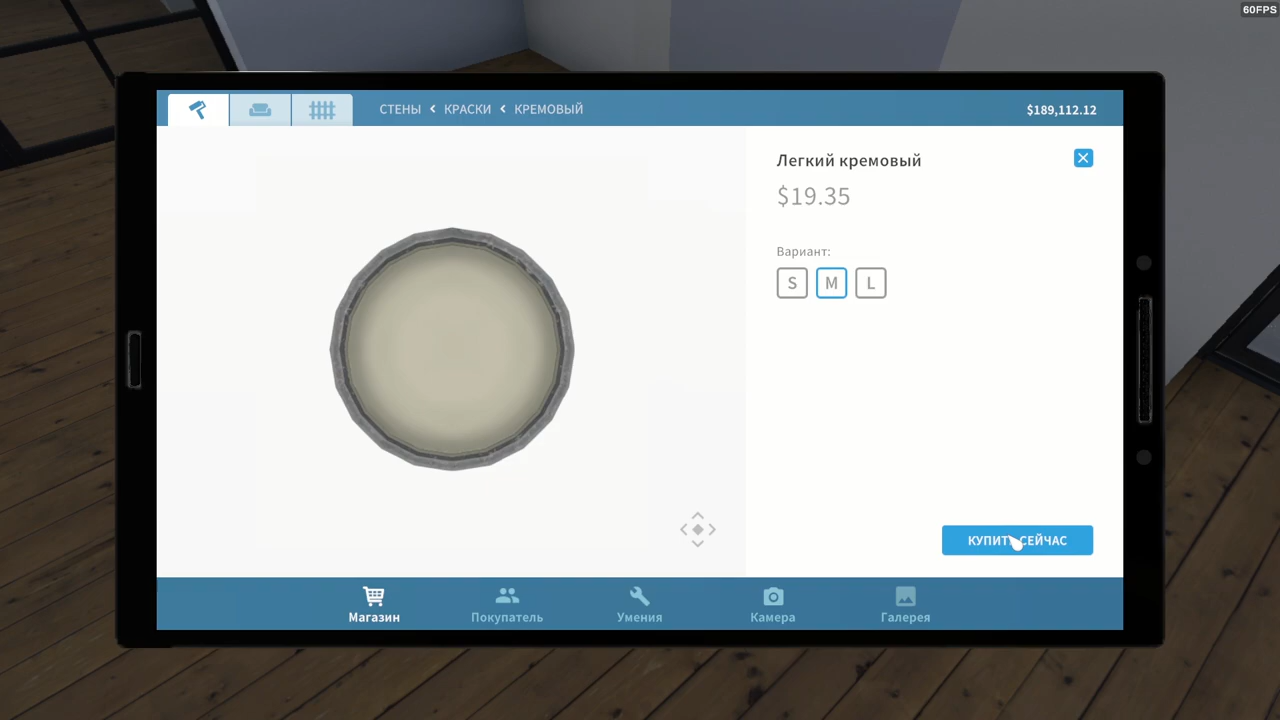 60FPS
СТЕНЫ < КРАСКИ < КРЕМОВЫЙ
$189,112.12
Легкий кремовый
$19.35
Вариант:
S M L
КУПИТЬ СЕЙЧАС
Магазин Покупатель Умения Камера Галерея